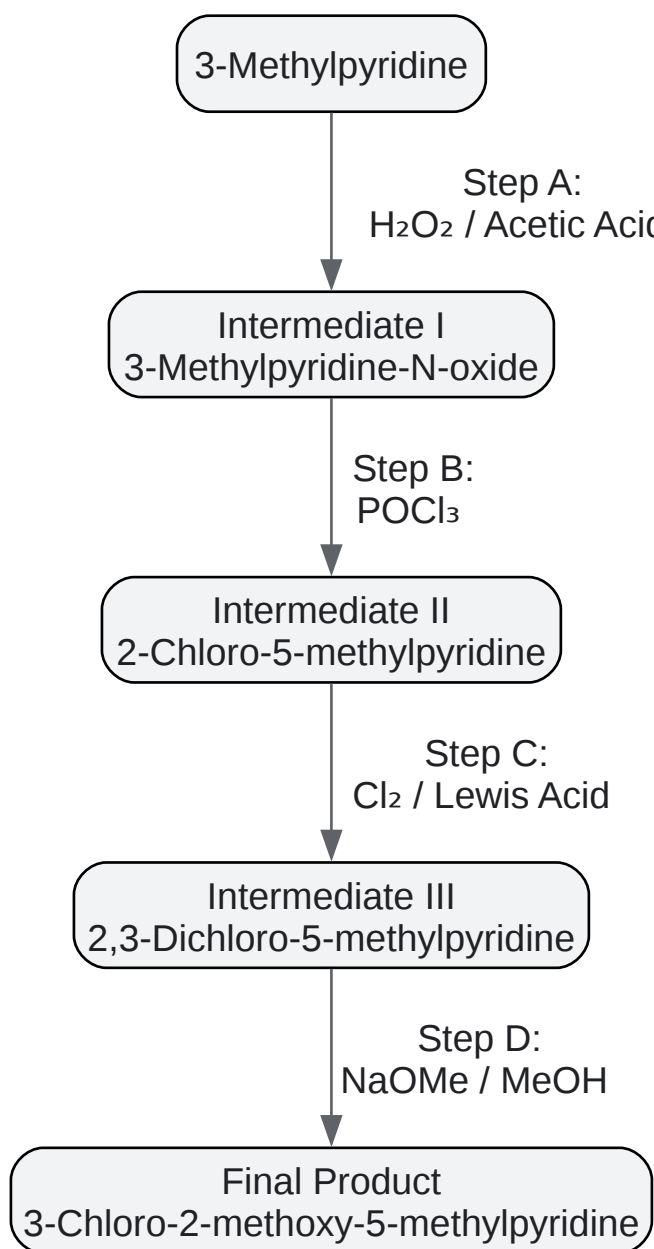 3-Methylpyridine
Step A:
H₂O₂ / Acetic Acid
Intermediate I
3-Methylpyridine-N-oxide
Step B:
POCl₃
Intermediate II
2-Chloro-5-methylpyridine
Step C:
Cl₂ / Lewis Acid
Intermediate III
2,3-Dichloro-5-methylpyridine
Step D:
NaOMe / MeOH
Final Product
3-Chloro-2-methoxy-5-methylpyridine